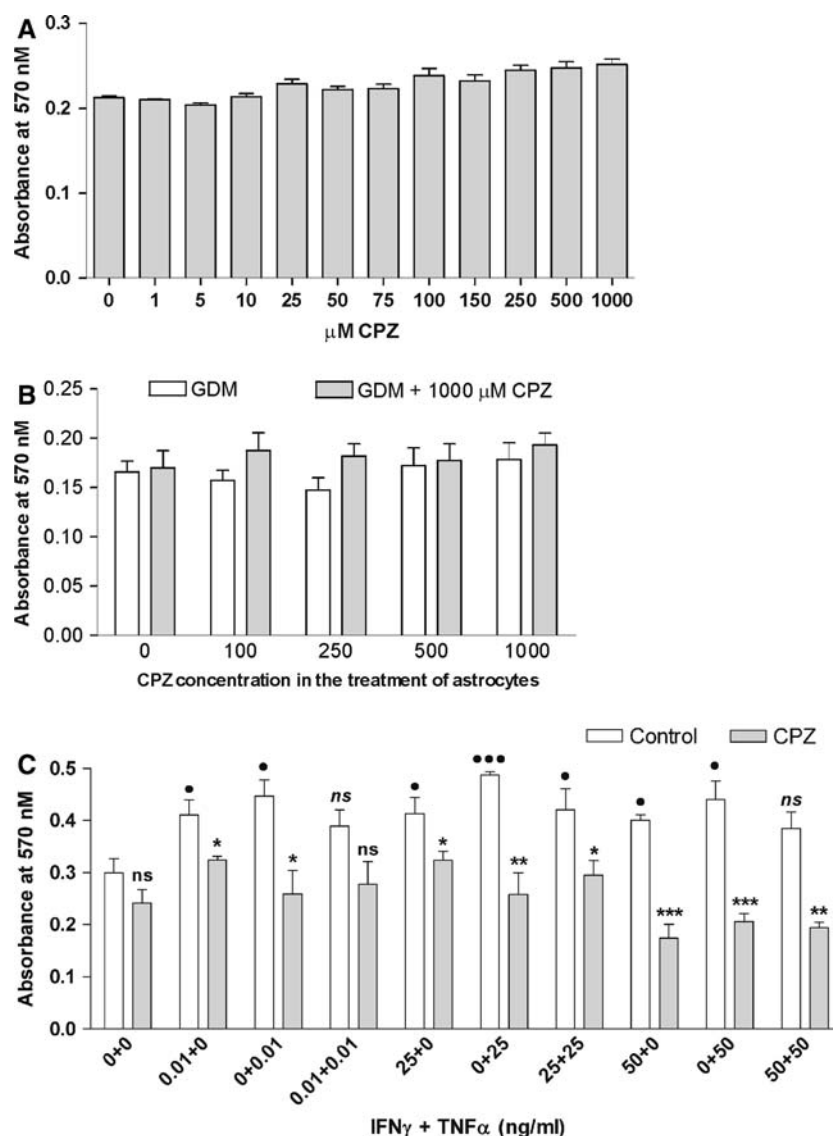 A
0.3
0.2
0.1
0.0
Absorbance at 570 nM
0 1 5 10 25 50 75 100 150 250 500 1000
μM CPZ
B
GDM GDM + 1000 μM CPZ
0.25
0.20
0.15
0.10
0.05
0.00
Absorbance at 570 nM
0 100 250 500 1000
CPZ concentration in the treatment of astrocytes
Control CPZ
C
0.5
0.4
0.3
0.2
0.1
0.0
Absorbance at 570 nM
ns * * ns * ** * *** *** **
ns ns
0+0 0.01+0 0+0.01 0.01+0.01 25+0 0+25 25+25 50+0 0+50 50+50
IFNγ + TNFα (ng/ml)